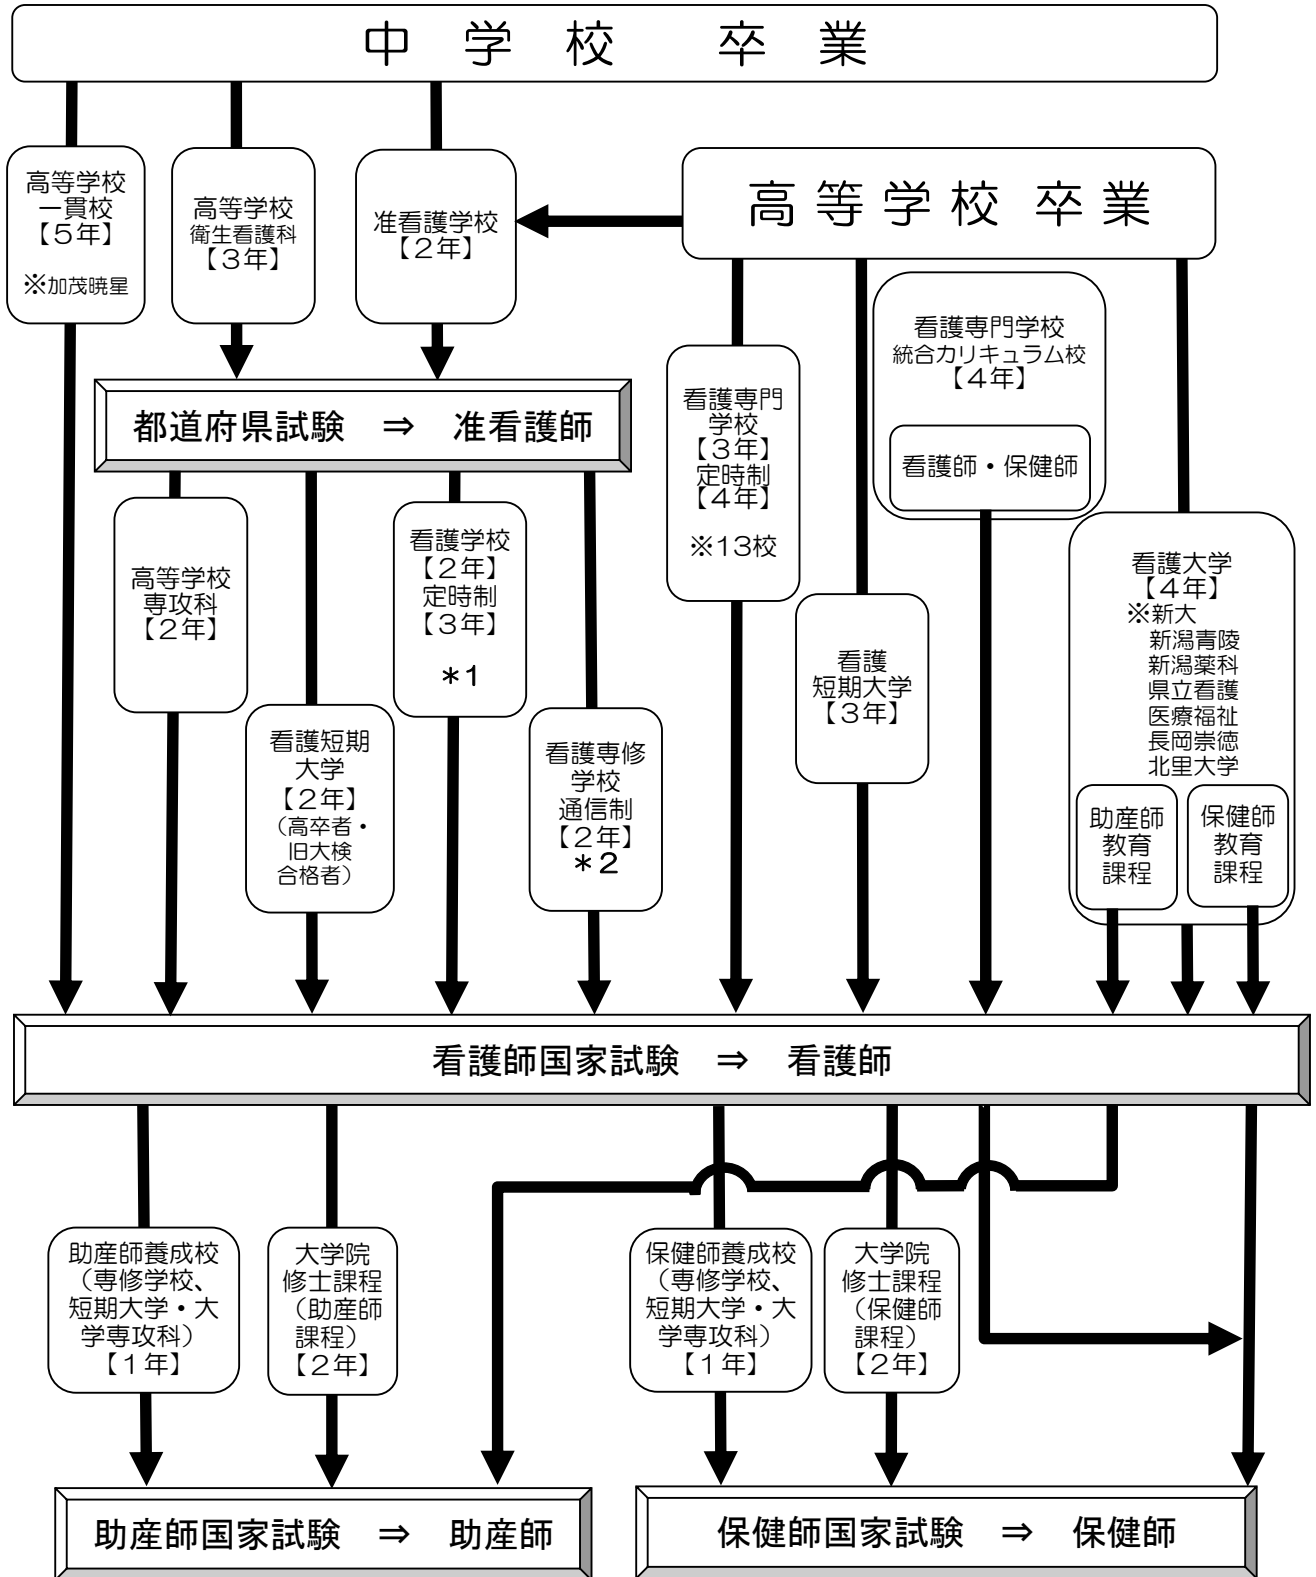 中学校 卒業
高等学校
一貫校
【5年】
※加茂暁星
高等学校
衛生看護科
【3年】
准看護学校
【2年】
高等学校 卒業
都道府県試験 ⇒ 准看護師
看護専門
学校
【3年】
定時制
【4年】
※13校
看護専門学校
統合カリキュラム校
【4年】
看護師・保健師
高等学校
専攻科
【2年】
看護短期
大学
【2年】
（高卒者・
旧大検
合格者）
看護学校
【2年】
定時制
【3年】
*1
看護専修
学校
通信制
【2年】
*2
看護
短期大学
【3年】
看護大学
【4年】
※新大
新潟青陵
新潟薬科
県立看護
医療福祉
長岡崇徳
北里大学
助産師
教育
課程
保健師
教育
課程
看護師国家試験 ⇒ 看護師
助産師養成校
（専修学校、
短期大学・大
学専攻科）
【1年】
大学院
修士課程
（助産師
課程）
【2年】
保健師養成校
（専修学校、
短期大学・大
学専攻科）
【1年】
大学院
修士課程
（保健師
課程）
【2年】
助産師国家試験 ⇒ 助産師
保健師国家試験 ⇒ 保健師